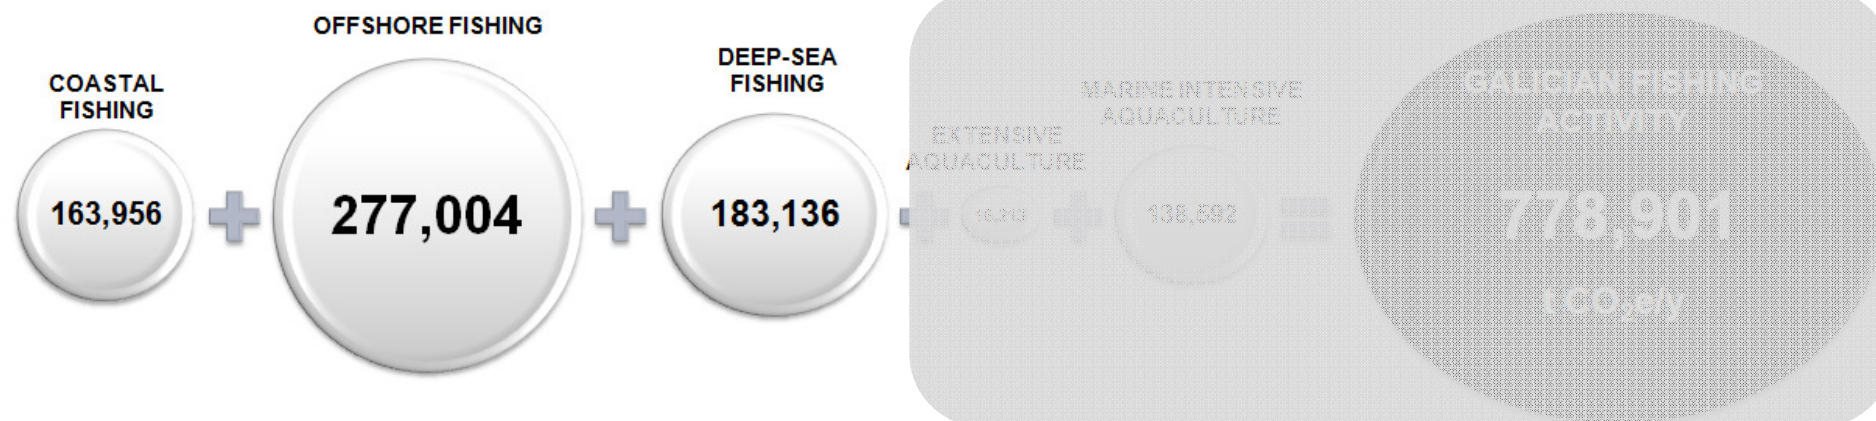 COASTAL
FISHING
163,956
+
OFFSHORE FISHING
277,004
+
DEEP-SEA
FISHING
183,136
+
EXTENSIVE
AQUACULTURE
16,213
+
MARINE INTENSIVE
AQUACULTURE
138,592
=
GALICIAN FISHING
ACTIVITY
778,901
t CO₂e/y